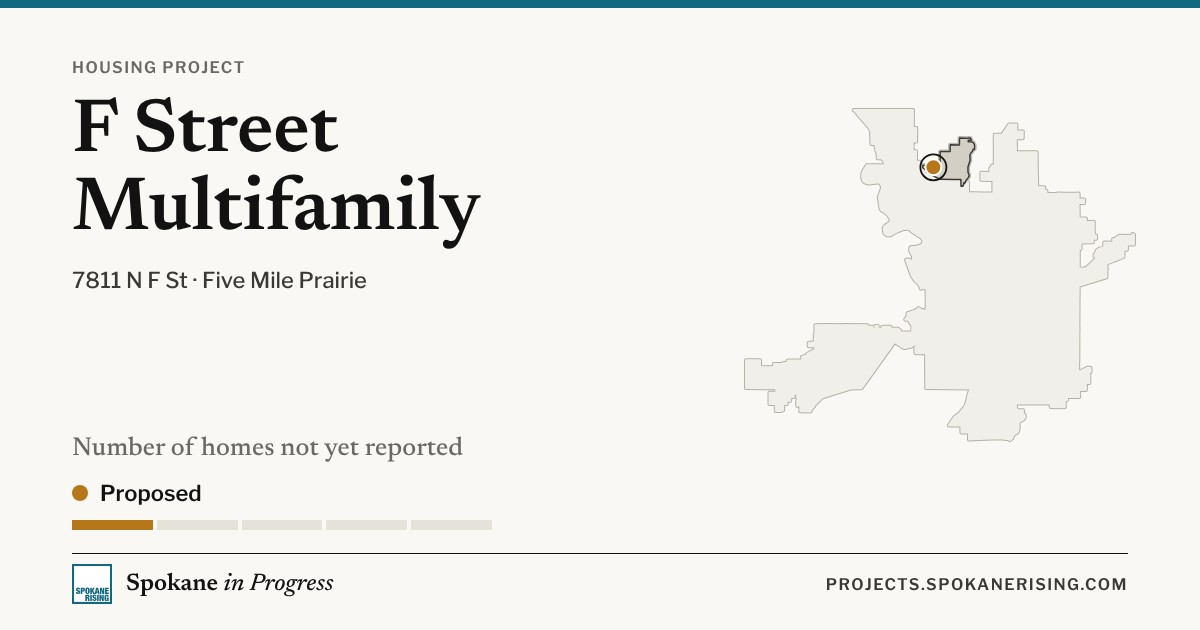 HOUSING PROJECT
F Street
Multifamily
7811 N F St · Five Mile Prairie
Number of homes not yet reported
Proposed
SPOKANE
RISING
Spokane in Progress
PROJECTS.SPOKANERISING.COM